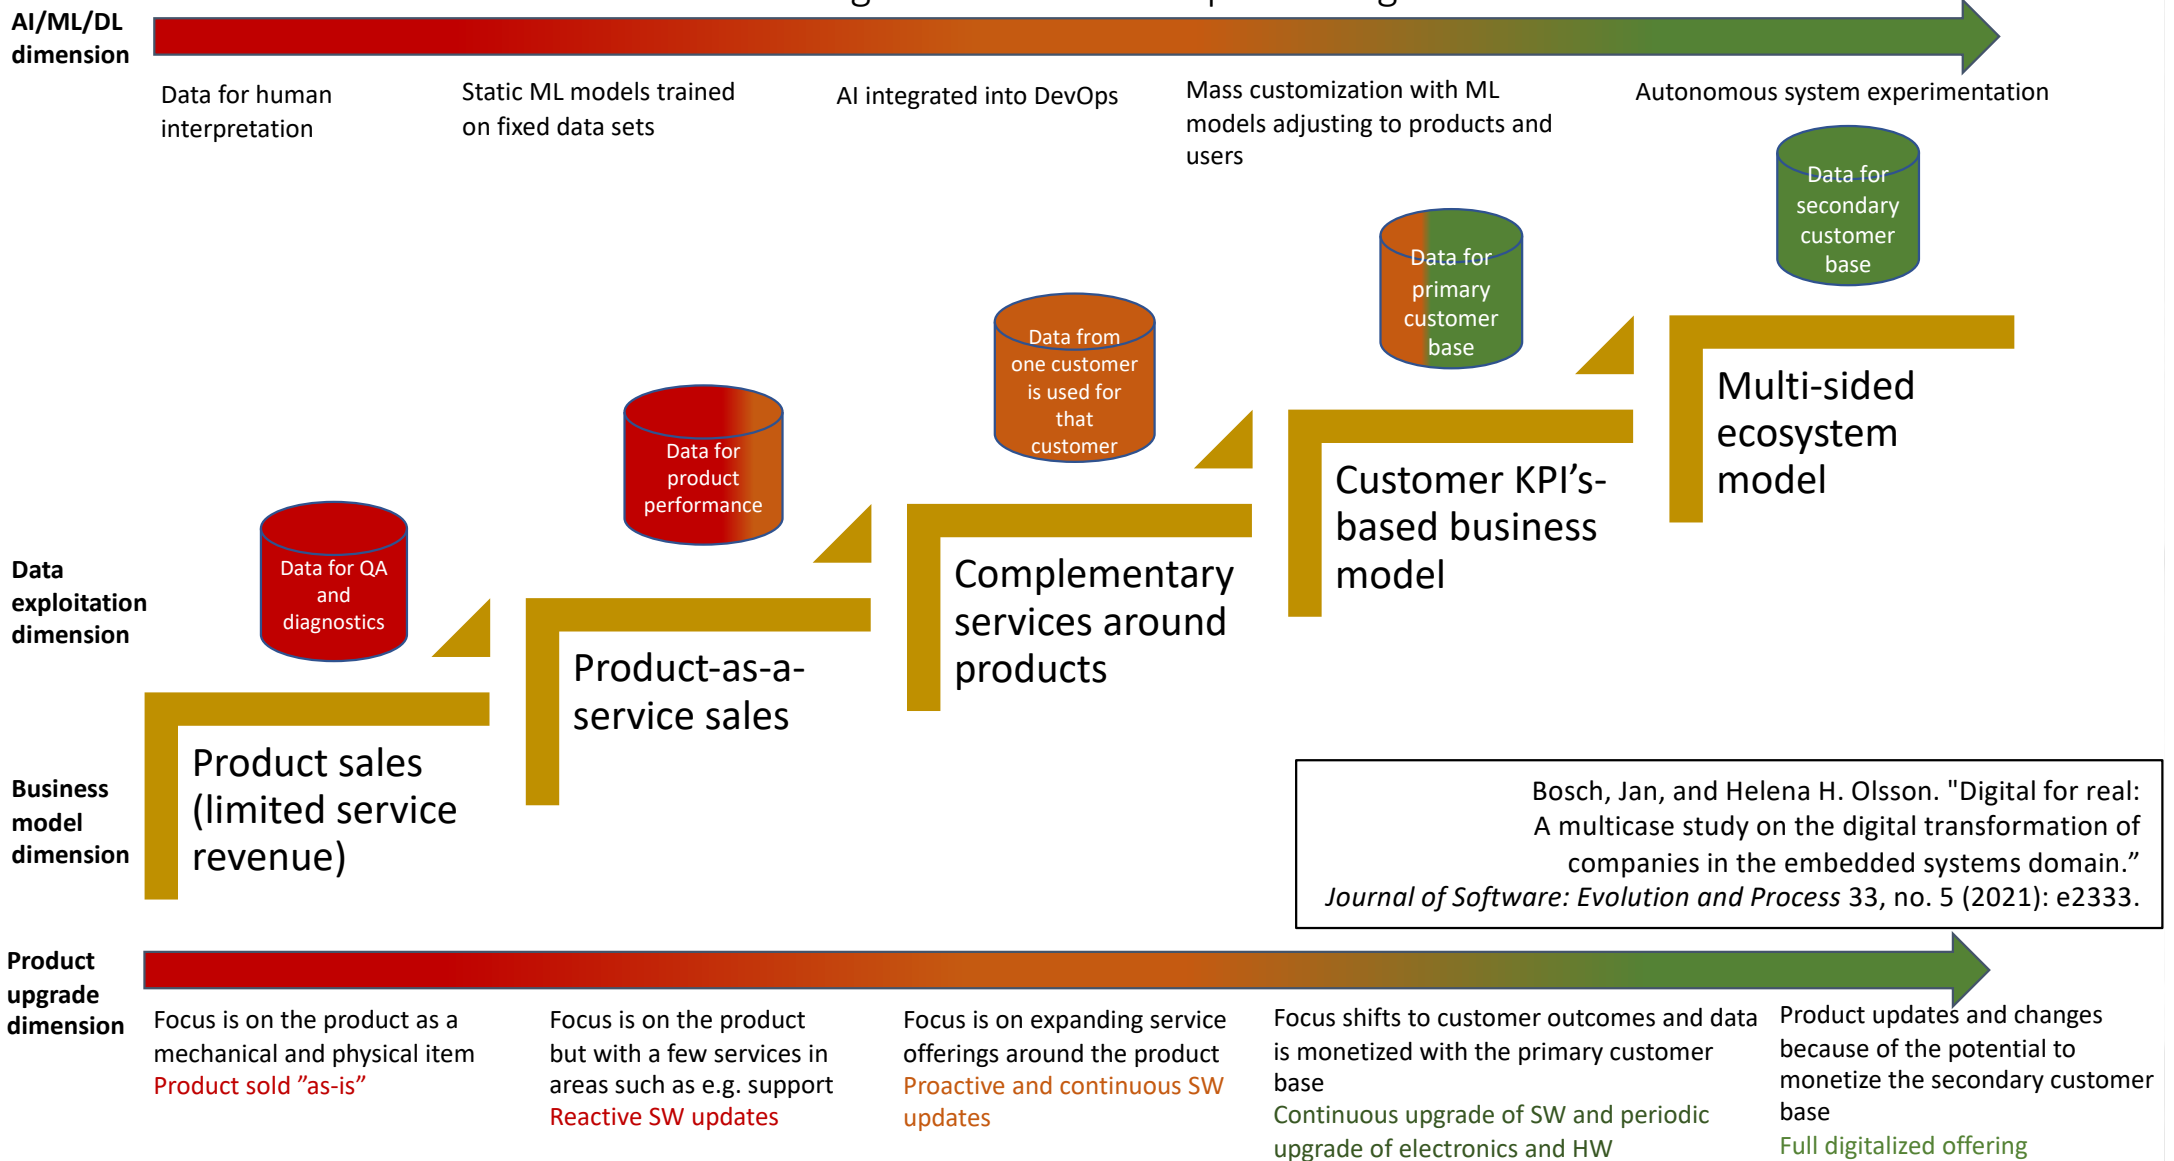 AI/ML/DL
dimension
Data for human
interpretation
Static ML models trained
on fixed data sets
AI integrated into DevOps
Mass customization with ML
models adjusting to products and
users
Autonomous system experimentation
Data for
secondary
customer
base
Data for
primary
customer
base
Data from
one customer
is used for
that
customer
Data for
product
performance
Data for QA
and
diagnostics
Data
exploitation
dimension
Multi-sided
ecosystem
model
Customer KPI's-
based business
model
Complementary
services around
products
Product-as-a-
service sales
Product sales
(limited service
revenue)
Business
model
dimension
Bosch, Jan, and Helena H. Olsson. "Digital for real:
A multicase study on the digital transformation of
companies in the embedded systems domain.”
Journal of Software: Evolution and Process 33, no. 5 (2021): e2333.
Product
upgrade
dimension
Focus is on the product as a
mechanical and physical item
Product sold ”as-is”
Focus is on the product
but with a few services in
areas such as e.g. support
Reactive SW updates
Focus is on expanding service
offerings around the product
Proactive and continuous SW
updates
Focus shifts to customer outcomes and data
is monetized with the primary customer
base
Continuous upgrade of SW and periodic
upgrade of electronics and HW
Product updates and changes
because of the potential to
monetize the secondary customer
base
Full digitalized offering